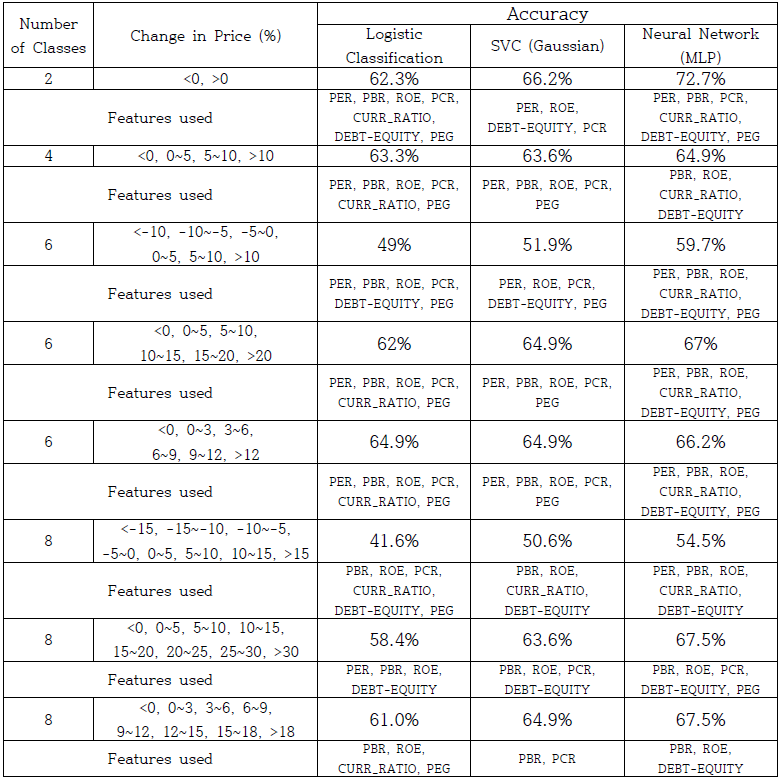 Number of Classes
Change in Price (%)
Accuracy
Logistic Classification
SVC (Gaussian)
Neural Network (MLP)
2
<0, >0
62.3%
66.2%
72.7%
Features used
PER, PBR, ROE, PCR,
CURR_RATIO,
DEBT-EQUITY, PEG
PER, ROE,
DEBT-EQUITY, PCR
PER, PBR, PCR,
CURR_RATIO,
DEBT-EQUITY, PEG
4
<0, 0~5, 5~10, >10
63.3%
63.6%
64.9%
Features used
PER, PBR, ROE, PCR,
CURR_RATIO, PEG
PER, PBR, ROE, PCR,
PEG
PBR, ROE,
CURR_RATIO,
DEBT-EQUITY
6
<-10, -10~-5, -5~0,
0~5, 5~10, >10
49%
51.9%
59.7%
Features used
PER, PBR, ROE, PCR,
DEBT-EQUITY, PEG
PER, ROE, PCR,
DEBT-EQUITY, PEG
PER, PBR, ROE,
CURR_RATIO,
DEBT-EQUITY, PEG
6
<0, 0~5, 5~10,
10~15, 15~20, >20
62%
64.9%
67%
Features used
PER, PBR, ROE, PCR,
CURR_RATIO, PEG
PER, PBR, ROE, PCR,
PEG
PER, PBR, ROE,
CURR_RATIO,
DEBT-EQUITY, PEG
6
<0, 0~3, 3~6,
6~9, 9~12, >12
64.9%
64.9%
66.2%
Features used
PER, PBR, ROE, PCR,
CURR_RATIO, PEG
PER, PBR, ROE, PCR,
PEG
PER, PBR, ROE,
CURR_RATIO,
DEBT-EQUITY, PEG
8
<-15, -15~-10, -10~-5,
-5~0, 0~5, 5~10, 10~15, >15
41.6%
50.6%
54.5%
Features used
PBR, ROE, PCR,
CURR_RATIO,
DEBT-EQUITY, PEG
PBR, ROE,
CURR_RATIO,
DEBT-EQUITY
PER, PBR, ROE,
CURR_RATIO,
DEBT-EQUITY
8
<0, 0~5, 5~10, 10~15,
15~20, 20~25, 25~30, >30
58.4%
63.6%
67.5%
Features used
PER, PBR, ROE,
DEBT-EQUITY
PBR, ROE, PCR,
DEBT-EQUITY
PBR, ROE, PCR,
DEBT-EQUITY, PEG
8
<0, 0~3, 3~6, 6~9,
9~12, 12~15, 15~18, >18
61.0%
64.9%
67.5%
Features used
PBR, ROE,
CURR_RATIO, PEG
PBR, PCR
PBR, ROE,
DEBT-EQUITY